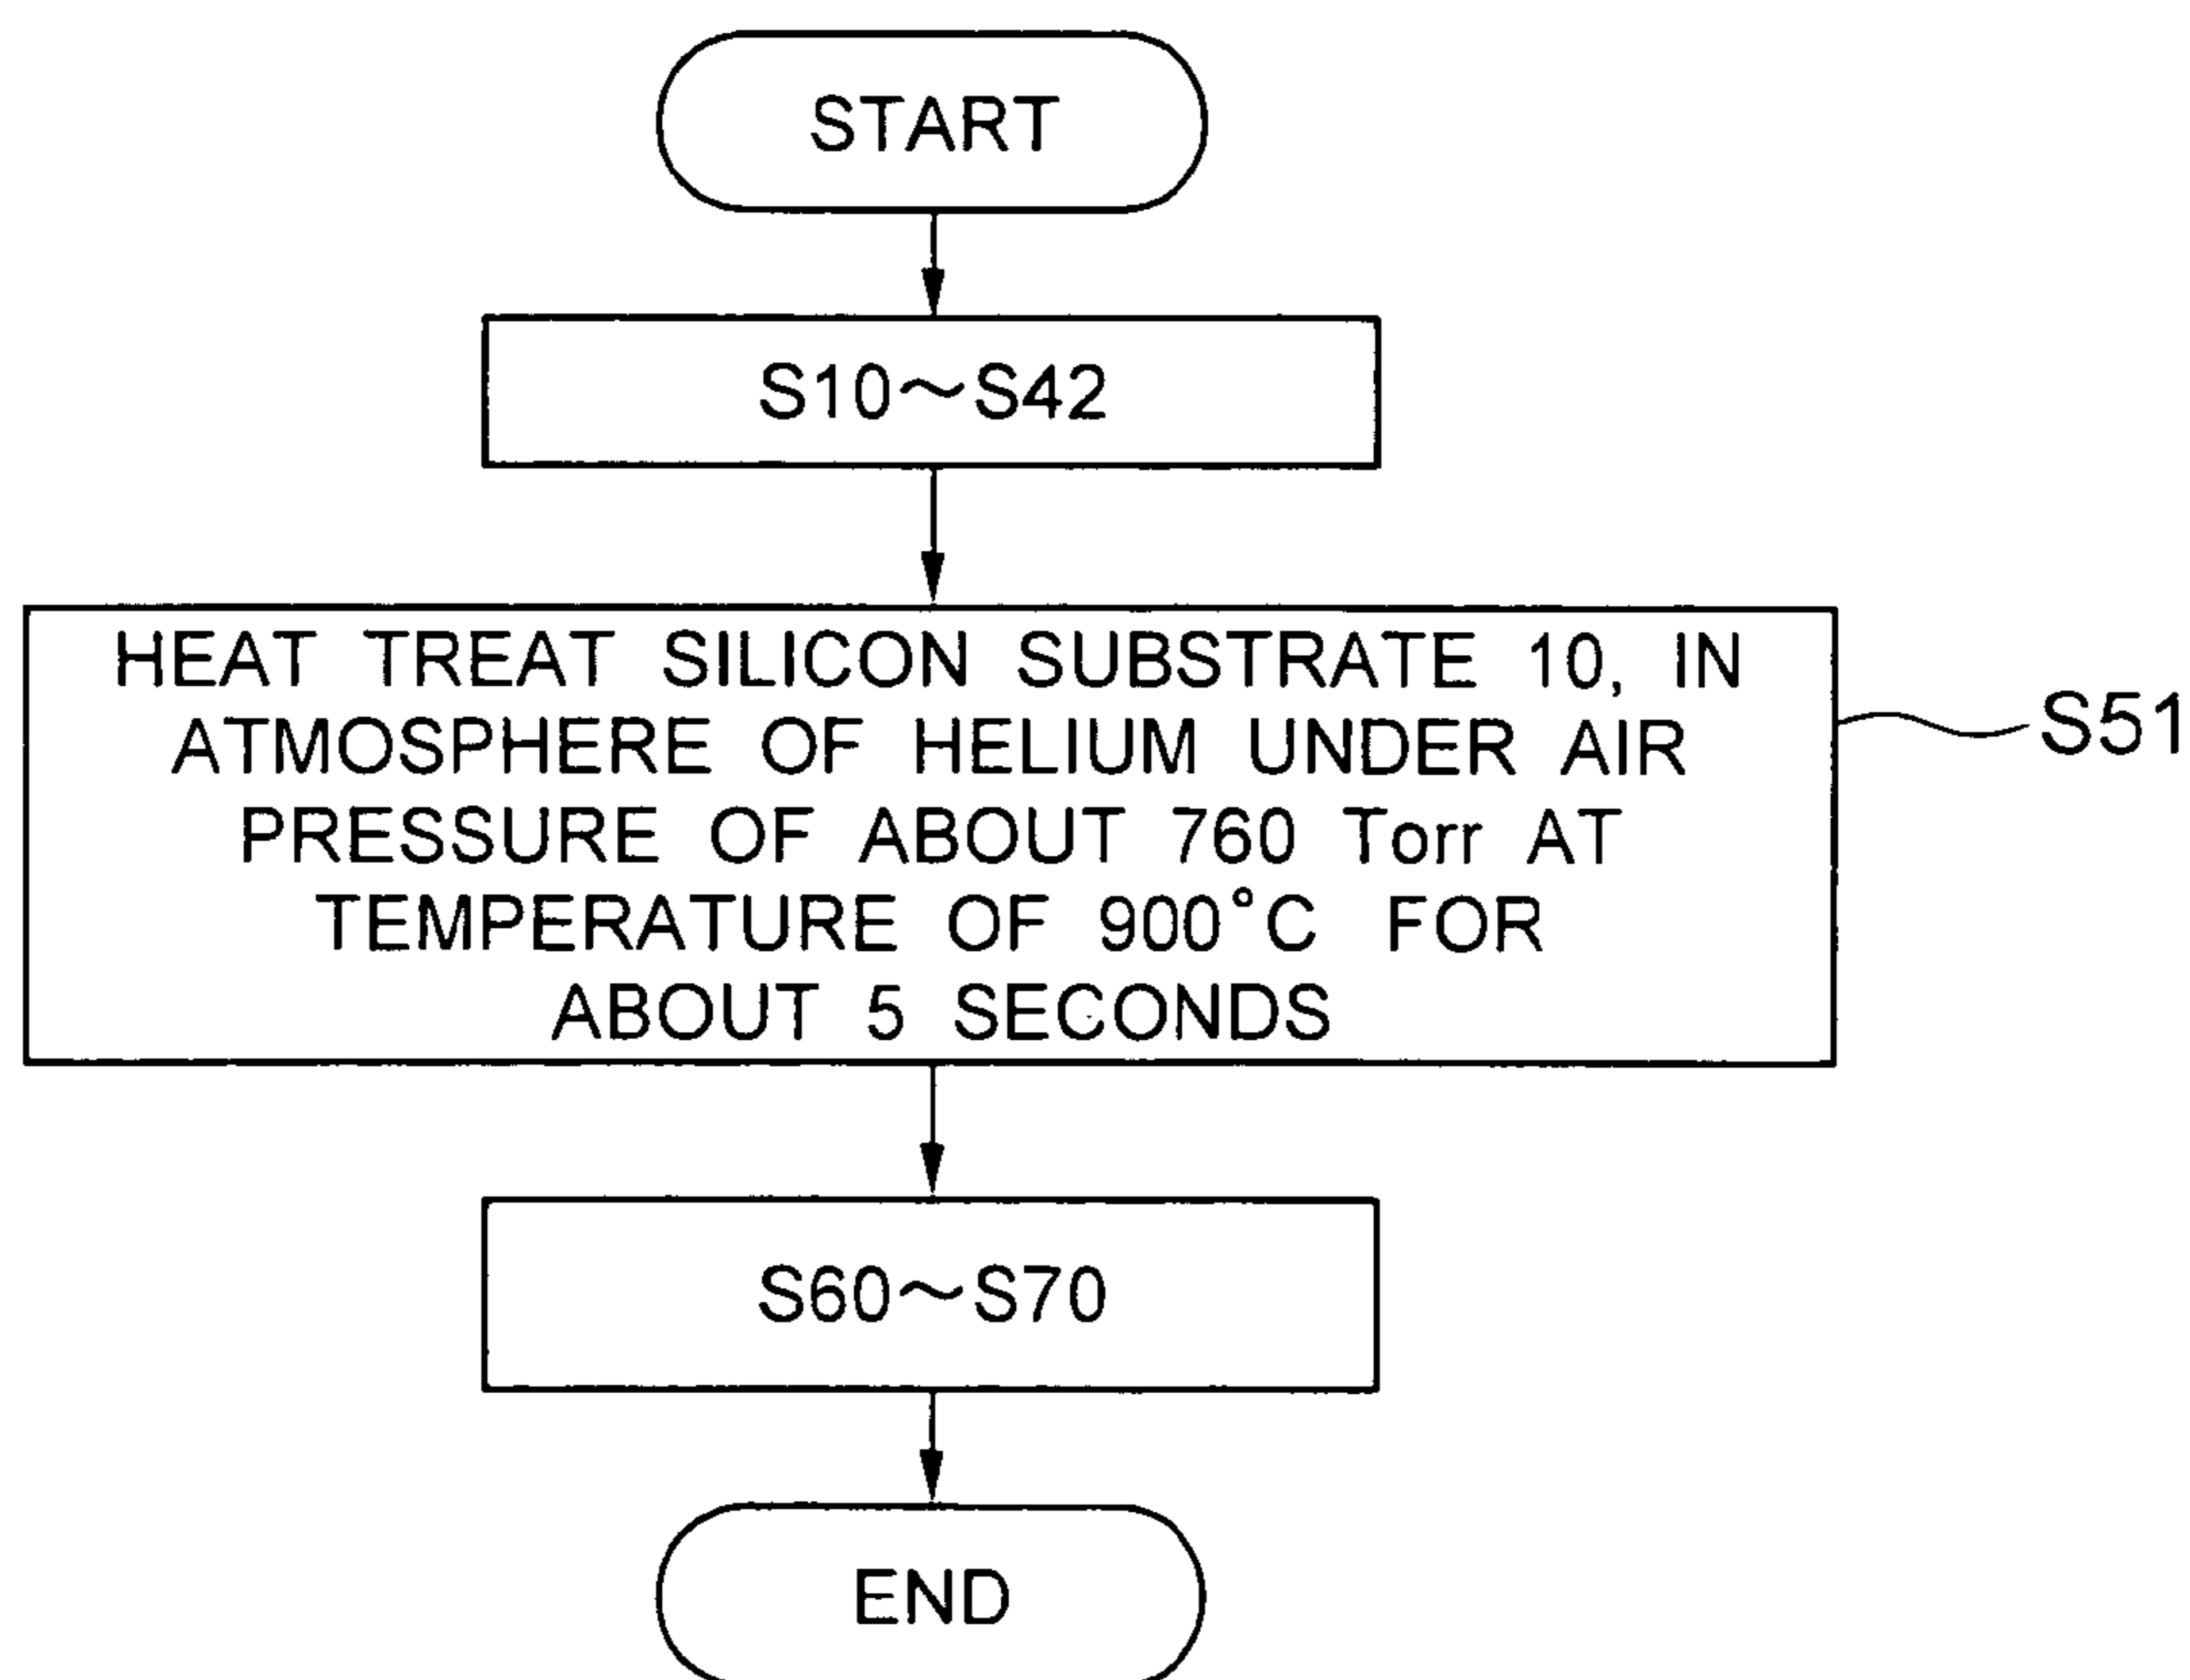 START
S10~S42
HEAT TREAT SILICON SUBSTRATE 10, IN
ATMOSPHERE OF HELIUM UNDER AIR
PRESSURE OF ABOUT 760 Torr AT
TEMPERATURE OF 900°C FOR
ABOUT 5 SECONDS
S51
S60~S70
END